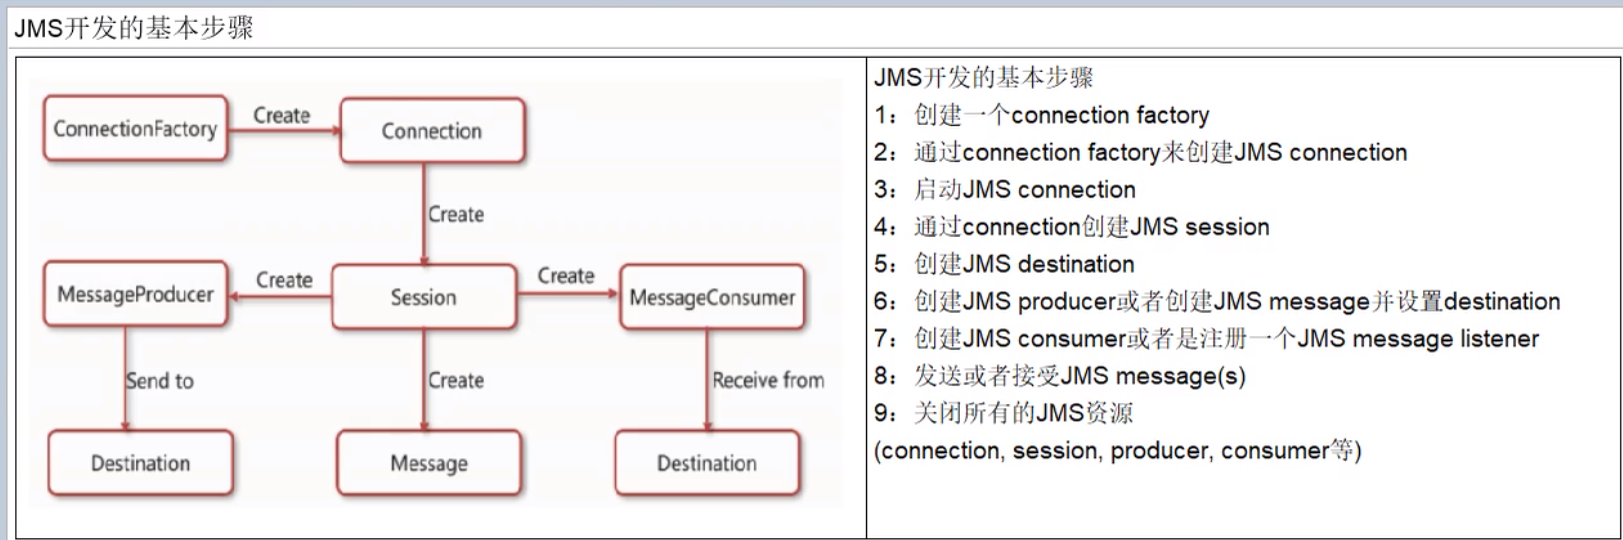 JMS开发的基本步骤
ConnectionFactory
Create
Connection
Create
MessageProducer
Create
Session
Create
MessageConsumer
Send to
Create
Receive from
Destination
Message
Destination
JMS开发的基本步骤
1：创建一个connection factory
2：通过connection factory来创建JMS connection
3：启动JMS connection
4：通过connection创建JMS session
5：创建JMS destination
6：创建JMS producer或者创建JMS message并设置destination
7：创建JMS consumer或者是注册一个JMS message listener
8：发送或者接受JMS message(s)
9：关闭所有的JMS资源
(connection, session, producer, consumer等)